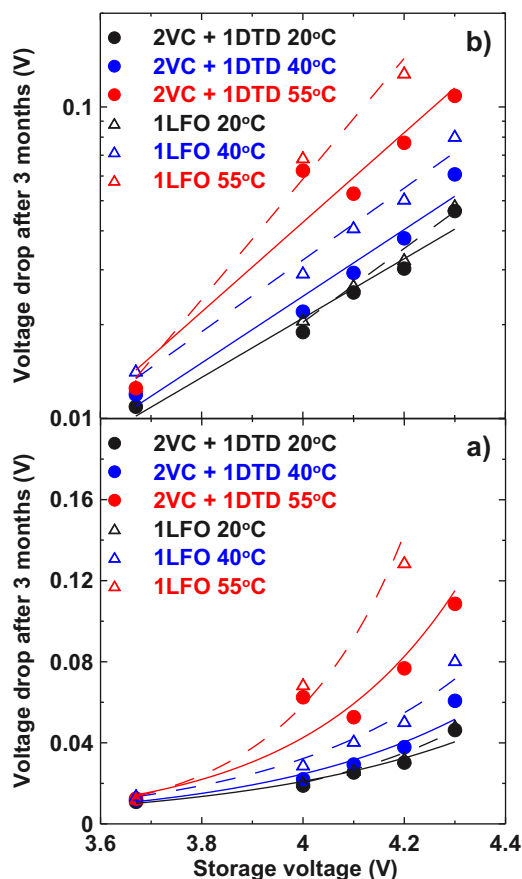 0.1
0.01
Voltage drop after 3 months (V)
b)
2VC + 1DTD 20°C
2VC + 1DTD 40°C
2VC + 1DTD 55°C
1LFO 20°C
1LFO 40°C
1LFO 55°C
0.16
0.12
0.08
0.04
0
Voltage drop after 3 months (V)
a)
2VC + 1DTD 20°C
2VC + 1DTD 40°C
2VC + 1DTD 55°C
1LFO 20°C
1LFO 40°C
1LFO 55°C
3.6 3.8 4 4.2 4.4
Storage voltage (V)